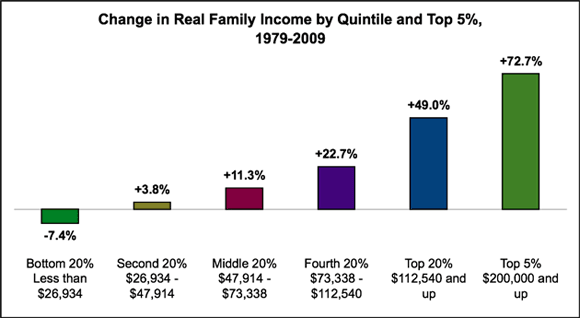 Change in Real Family Income by Quintile and Top 5%,
1979-2009
-7.4%
+3.8%
+11.3%
+22.7%
+49.0%
+72.7%
Bottom 20%
Less than
$26,934
Second 20%
$26,934 -
$47,914
Middle 20%
$47,914 -
$73,338
Fourth 20%
$73,338 -
$112,540
Top 20%
$112,540 and
up
Top 5%
$200,000 and
up